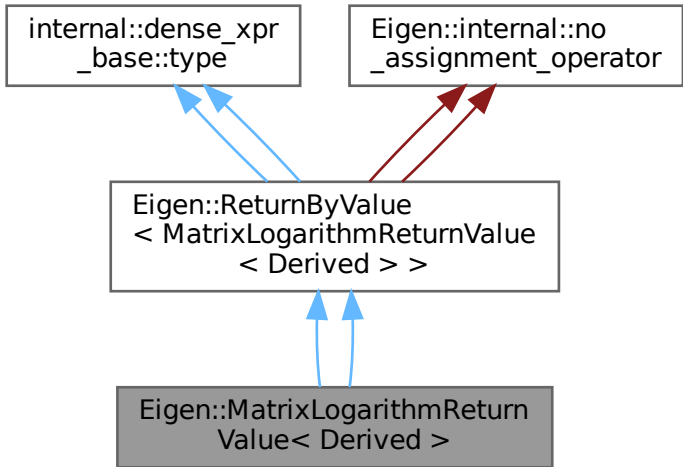 internal::dense_xpr
_base::type
Eigen::internal::no
_assignment_operator
Eigen::ReturnByValue
< MatrixLogarithmReturnValue
< Derived > >
Eigen::MatrixLogarithmReturn
Value< Derived >